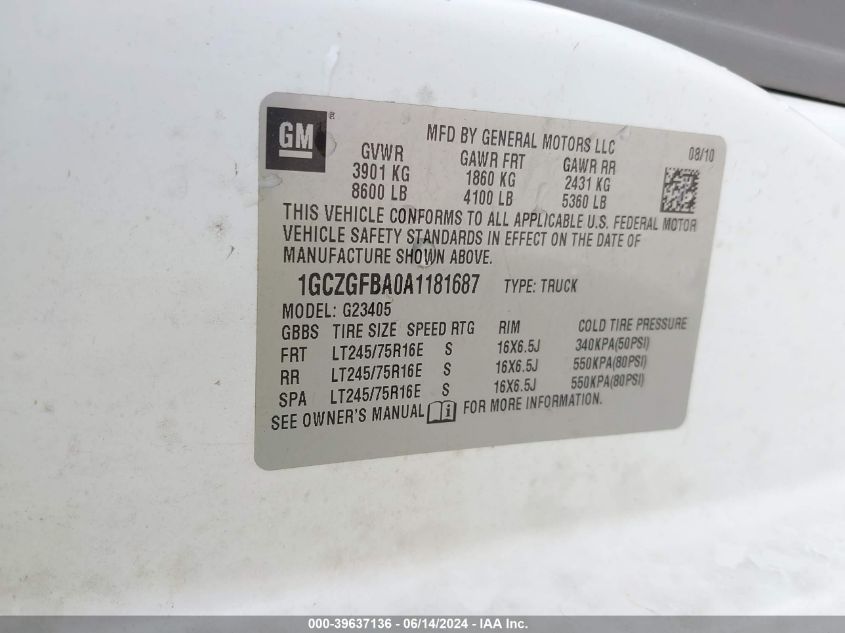 GM
MFD BY GENERAL MOTORS LLC
08/10
GVWR GAWR FRT GAWR RR
3901 KG 1860 KG 2431 KG
8600 LB 4100 LB 5360 LB
THIS VEHICLE CONFORMS TO ALL APPLICABLE U.S. FEDERAL MOTOR
VEHICLE SAFETY STANDARDS IN EFFECT ON THE DATE OF
MANUFACTURE SHOWN ABOVE.
1GCZGFBA0A1181687 TYPE: TRUCK
MODEL: G23405
GBBS TIRE SIZE SPEED RTG RIM COLD TIRE PRESSURE
FRT LT245/75R16E S 16X6.5J 340KPA(50PSI)
RR LT245/75R16E S 16X6.5J 550KPA(80PSI)
SPA LT245/75R16E S 16X6.5J 550KPA(80PSI)
SEE OWNER'S MANUAL i FOR MORE INFORMATION.
000-39637136 - 06/14/2024 - IAA Inc.